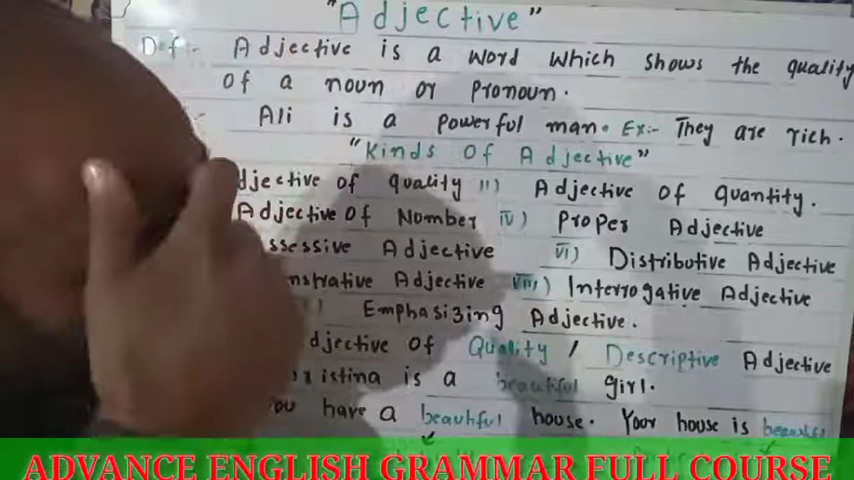 "Adjective"
Def:- Adjective is a word which shows the quality
of a noun or pronoun.
Ali is a powerful man. Ex:- They are rich.
"Kinds Of Adjective"
djective of quality ii) Adjective of quantity.
Adjective Of Number iv) Proper Adjective
ssessive Adjective vi) Distributive Adjective
nstrative Adjective viii) Interrogative Adjective
) Emphasizing Adjective.
djective of Quality / Descriptive Adjective
ristina is a beautiful girl.
ou have a beautiful house. Your house is
ADVANCE ENGLISH GRAMMAR FULL COURSE